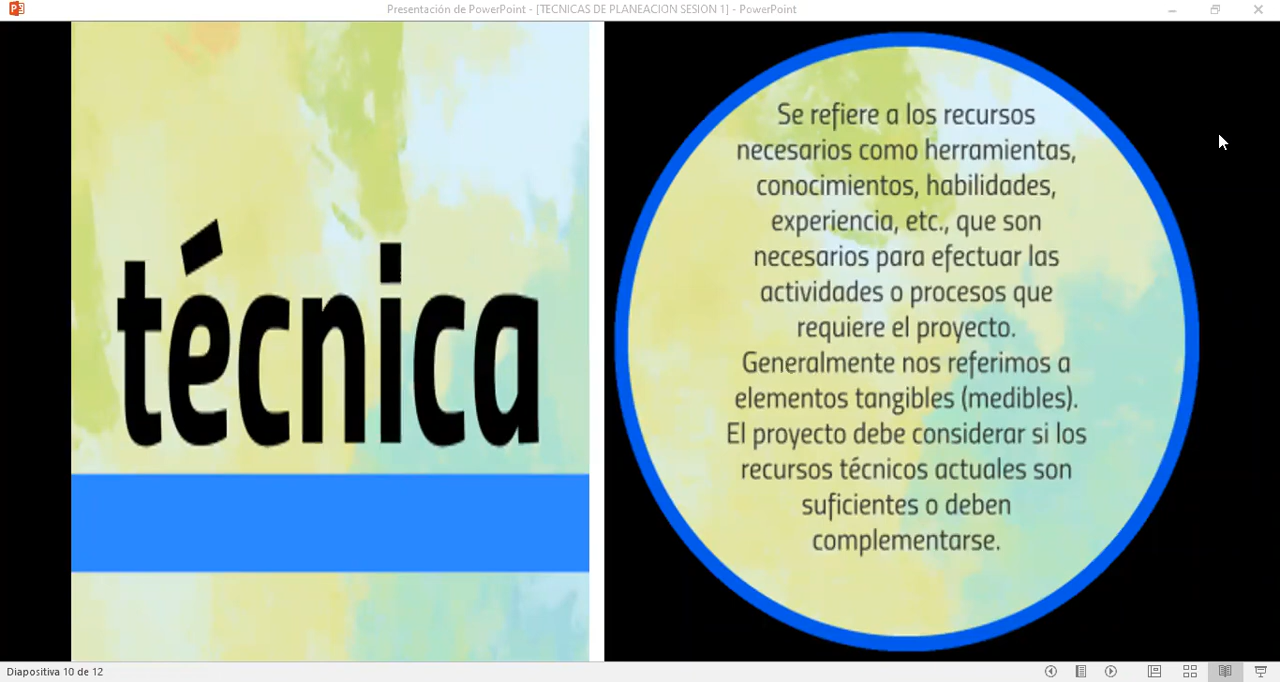 Presentación de PowerPoint - [TECNICAS DE PLANEACION SESION 1] - PowerPoint
técnica
Se refiere a los recursos
necesarios como herramientas,
conocimientos, habilidades,
experiencia, etc., que son
necesarios para efectuar las
actividades o procesos que
requiere el proyecto.
Generalmente nos referimos a
elementos tangibles (medibles).
El proyecto debe considerar si los
recursos técnicos actuales son
suficientes o deben
complementarse.
Diapositiva 10 de 12